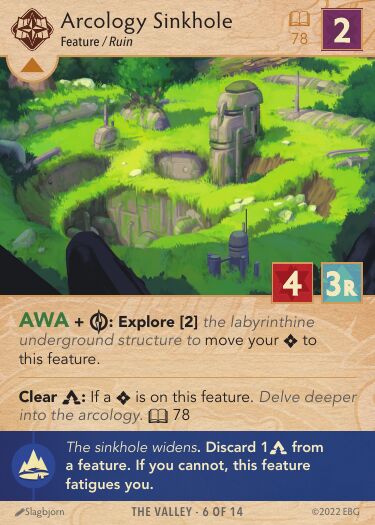 Arcology Sinkhole
Feature / Ruin
78
2
4
3R
AWA + : Explore [2] the labyrinthine
underground structure to move your to
this feature.
Clear : If a is on this feature. Delve deeper
into the arcology. 78
The sinkhole widens. Discard 1 from
a feature. If you cannot, this feature
fatigues you.
Slagbjorn
THE VALLEY · 6 OF 14
©2022 EBG